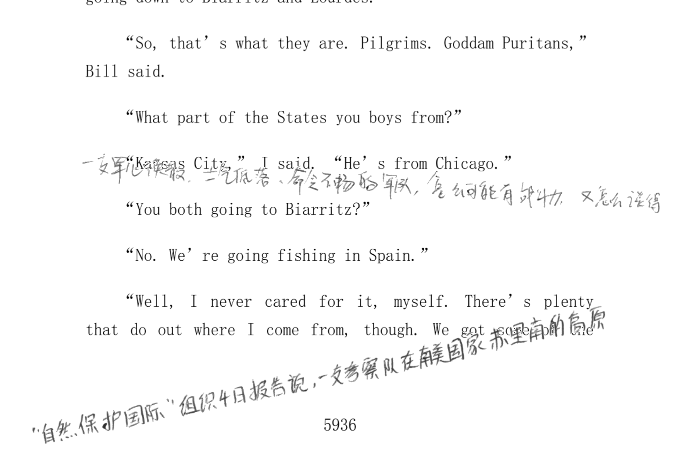 going down to Biarritz and Lourdes.
“So, that’s what they are. Pilgrims. Goddam Puritans,”
Bill said.
“What part of the States you boys from?”
“Kansas City,” I said. “He’s from Chicago.”
一支军心涣散、士气低落、命令不畅的军队，怎么可能有战斗力，又怎么谈得
“You both going to Biarritz?”
“No. We’re going fishing in Spain.”
“Well, I never cared for it, myself. There’s plenty
that do out where I come from, though. We got some of the
“自然保护国际”组织4日报告说，一支考察队在南美国家苏里南的高原
5936